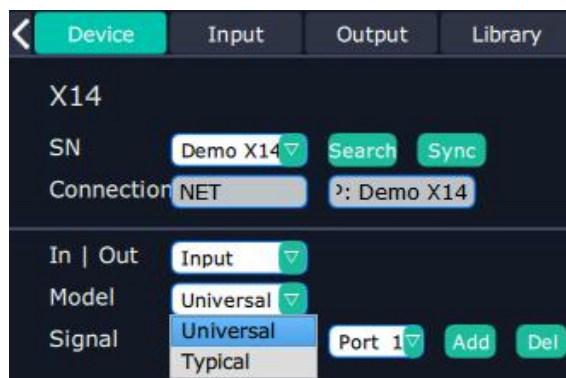 Device Input Output Library
X14
SN Demo X14 Search Sync
Connection NET P: Demo X14
In | Out Input
Model Universal
Universal
Signal Port 1 Add Del
Typical